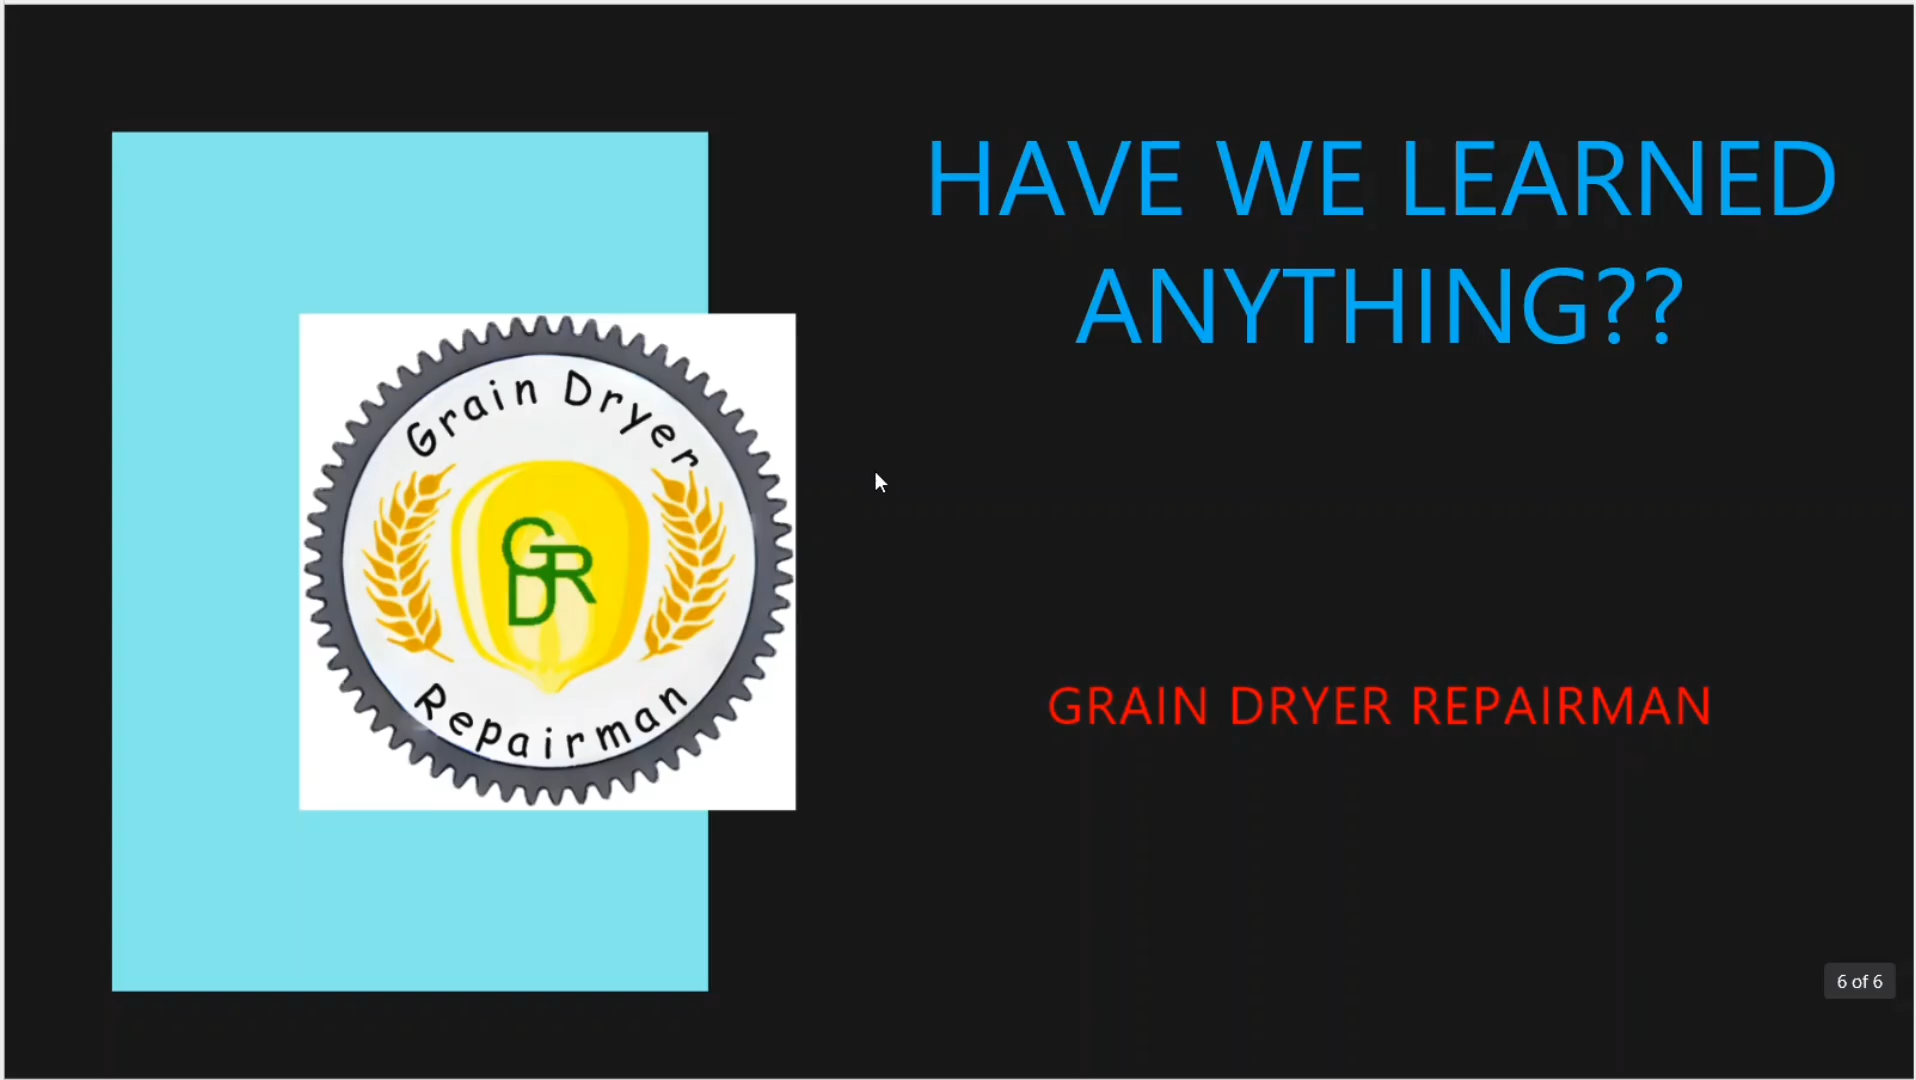 HAVE WE LEARNED
ANYTHING??
Grain Dryer
GDR
Repairman
GRAIN DRYER REPAIRMAN
6 of 6